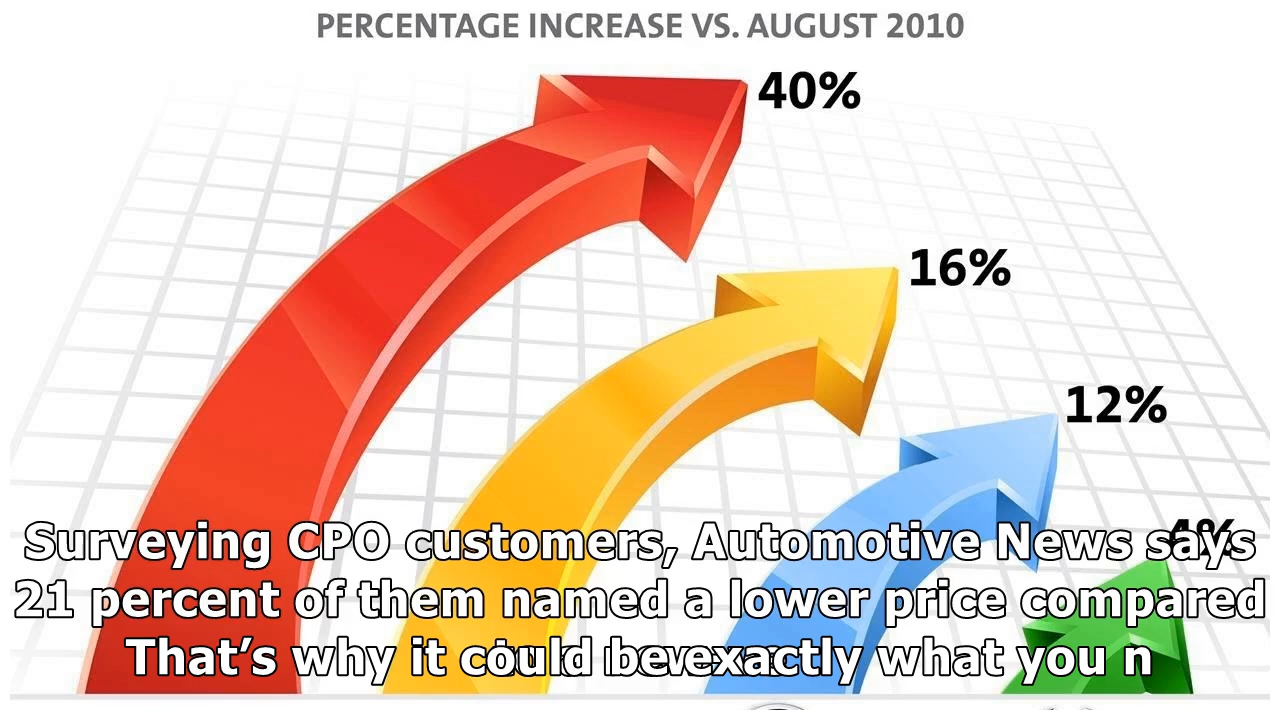 PERCENTAGE INCREASE VS. AUGUST 2010
40%
16%
12%
4%
Surveying CPO customers, Automotive News says
21 percent of them named a lower price compared
That’s why it could be exactly what you n